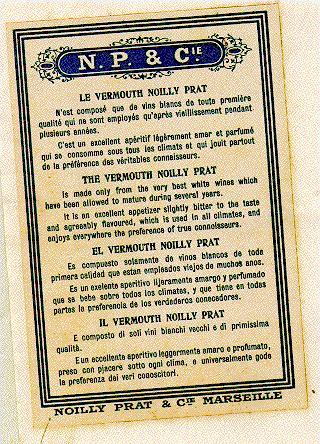 N. P. & CIE
LE VERMOUTH NOILLY PRAT
N'est composé que de vins blancs de toute première
qualité qui ne sont employés qu'après vieillissement pendant
plusieurs années.
C'est un excellent apéritif légèrement amer et parfumé
qui se consomme sous tous les climats et qui jouit partout
de la préférence des véritables connaisseurs.
THE VERMOUTH NOILLY PRAT
Is made only from the very best white wines which
have been allowed to mature during several years.
It is an excellent appetizer slightly bitter to the taste
and agreeably flavoured, which is used in all climates, and
enjoys everywhere the preference of true connoisseurs.
EL VERMOUTH NOILLY PRAT
Es compuesto solamente de vinos blancos de toda
primera calidad que estan empleados viejos de muchos anos.
Es un exelente aperitivo lijeramente amargo y perfumado
que se bebe sobre todos los climates, y que tiene en todas
partes la preferencia de los verdaderos conecadores.
IL VERMOUTH NOILLY PRAT
E composto di soli vini bianchi vecchi e di primissima
qualità.
E un eccellente aperitivo leggermente amaro e profumato,
preso con pjacere sotto ogni clima, e universalmente gode
la preferenza dei veri conoscitori.
NOILLY PRAT & CIE MARSEILLE